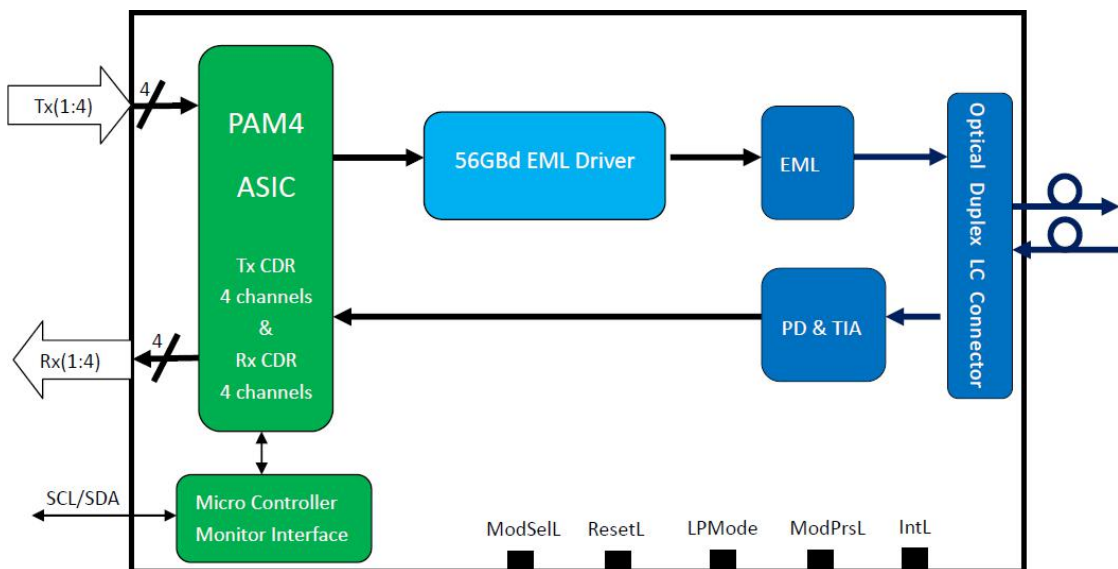 Tx(1:4)
4
PAM4
ASIC
Tx CDR
4 channels
&
Rx CDR
4 channels
56GBd EML Driver
EML
Optical Duplex LC Connector
PD & TIA
Rx(1:4)
4
SCL/SDA
Micro Controller
Monitor Interface
ModSelL
ResetL
LPMode
ModPrsL
IntL